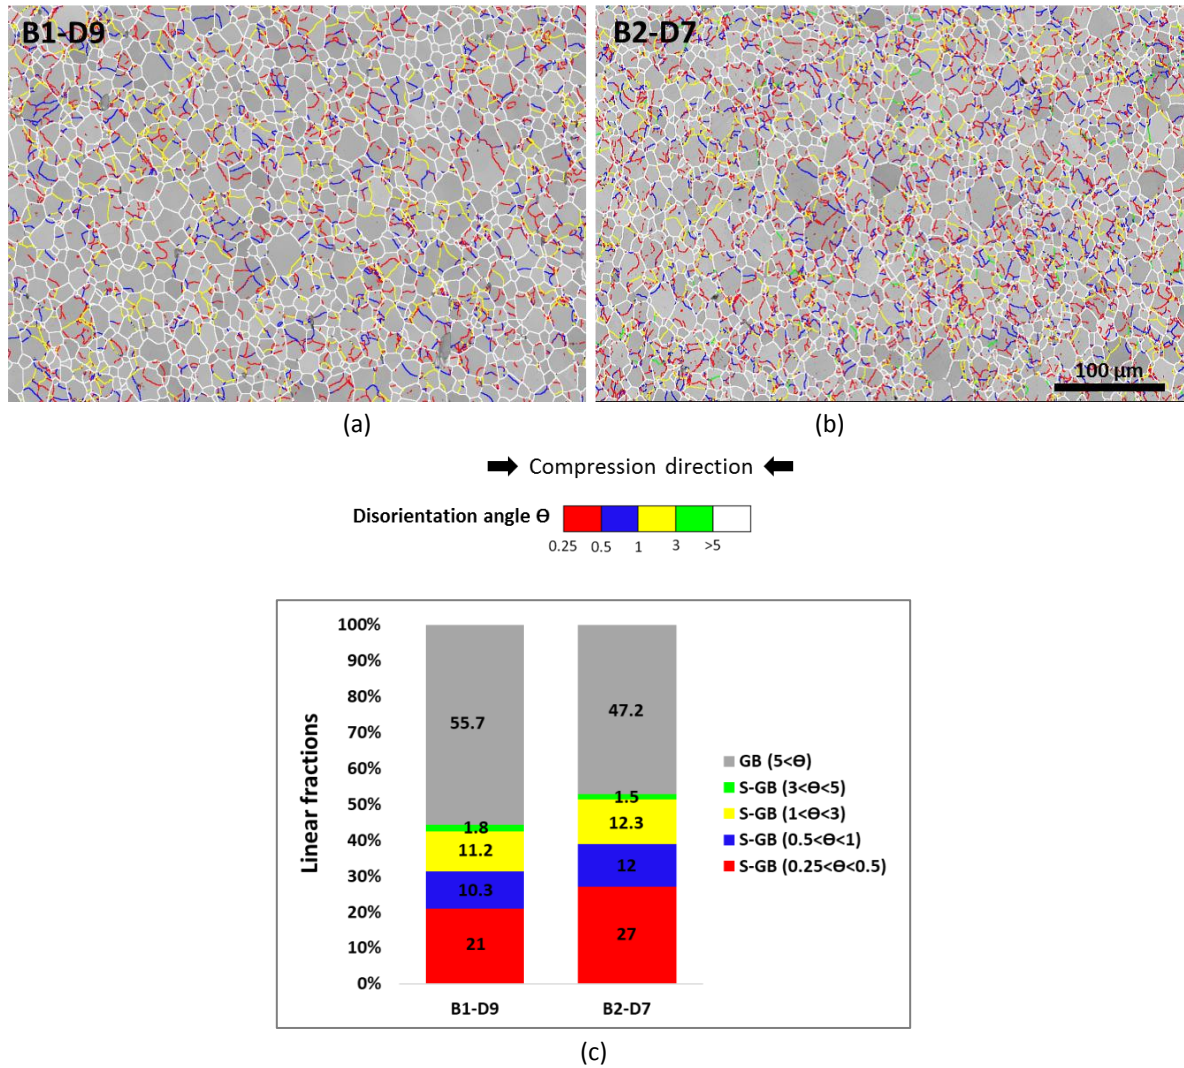 B1-D9
B2-D7
100 µm
(a)
(b)
Compression direction
Disorientation angle Ɵ
0.25 0.5 1 3 >5
Linear fractions
100%
90%
80%
70%
60%
50%
40%
30%
20%
10%
0%
55.7
1.8
11.2
10.3
21
47.2
1.5
12.3
12
27
B1-D9
B2-D7
GB (5<Ɵ)
S-GB (3<Ɵ<5)
S-GB (1<Ɵ<3)
S-GB (0.5<Ɵ<1)
S-GB (0.25<Ɵ<0.5)
(c)